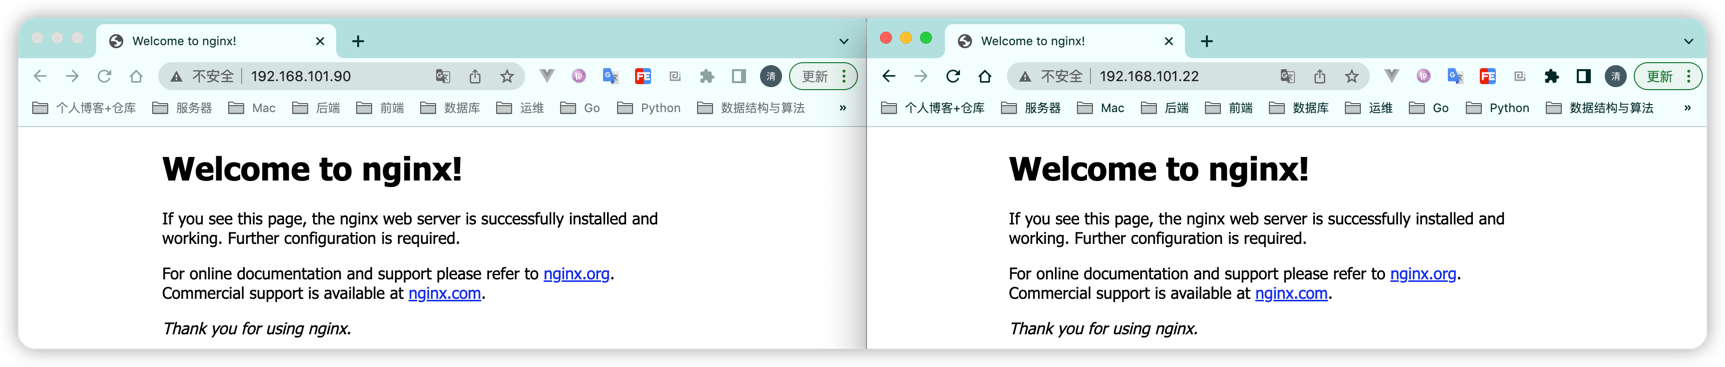 Welcome to nginx!
不安全 192.168.101.90 更新
个人博客+仓库 服务器 Mac 后端 前端 数据库 运维 Go Python 数据结构与算法 »
Welcome to nginx!
If you see this page, the nginx web server is successfully installed and
working. Further configuration is required.
For online documentation and support please refer to nginx.org.
Commercial support is available at nginx.com.
Thank you for using nginx.
Welcome to nginx!
不安全 192.168.101.22 清 更新
个人博客+仓库 服务器 Mac 后端 前端 数据库 运维 Go Python 数据结构与算法 »
Welcome to nginx!
If you see this page, the nginx web server is successfully installed and
working. Further configuration is required.
For online documentation and support please refer to nginx.org.
Commercial support is available at nginx.com.
Thank you for using nginx.